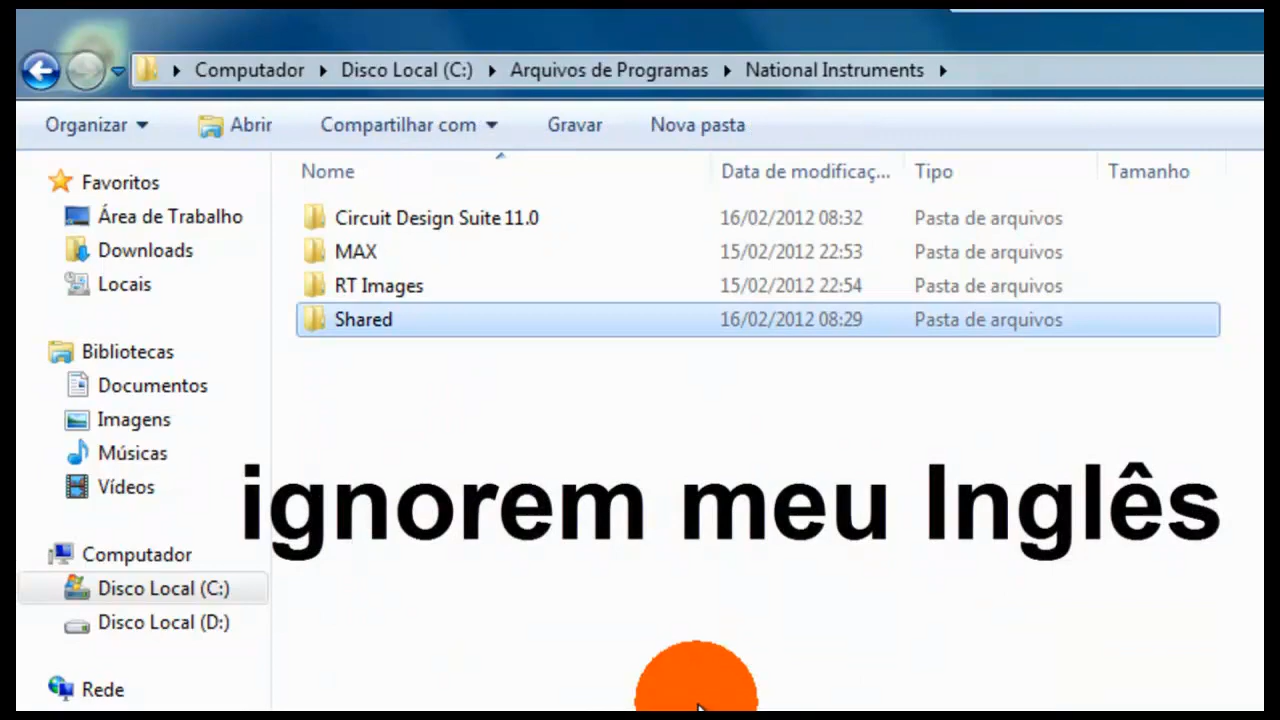 Computador Disco Local (C:) Arquivos de Programas National Instruments
Organizar Abrir Compartilhar com Gravar Nova pasta
Nome Data de modificaç... Tipo Tamanho
Favoritos
Área de Trabalho
Downloads
Locais
Bibliotecas
Documentos
Imagens
Músicas
Vídeos
Computador
Disco Local (C:)
Disco Local (D:)
Rede
Circuit Design Suite 11.0 16/02/2012 08:32 Pasta de arquivos
MAX 15/02/2012 22:53 Pasta de arquivos
RT Images 15/02/2012 22:54 Pasta de arquivos
Shared 16/02/2012 08:29 Pasta de arquivos
ignorem meu Inglês